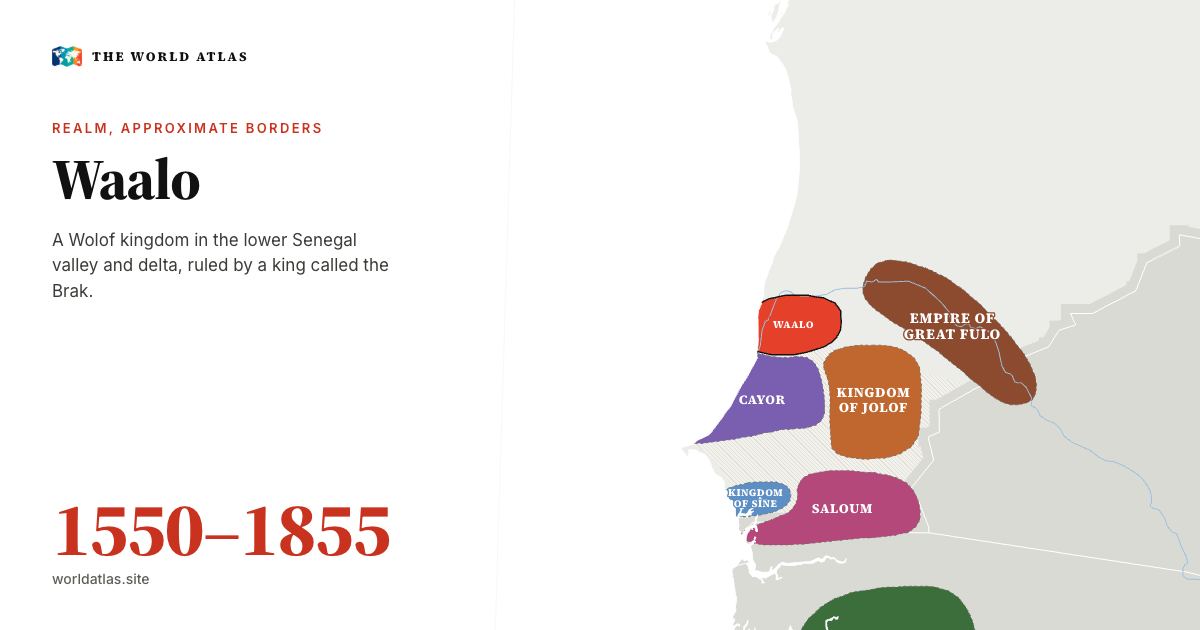 THE WORLD ATLAS
REALM, APPROXIMATE BORDERS
Waalo
A Wolof kingdom in the lower Senegal
valley and delta, ruled by a king called the
Brak.
1550–1855
worldatlas.site
WAALO
EMPIRE OF
GREAT FULO
CAYOR
KINGDOM
OF JOLOF
KINGDOM
OF SINE
SALOUM